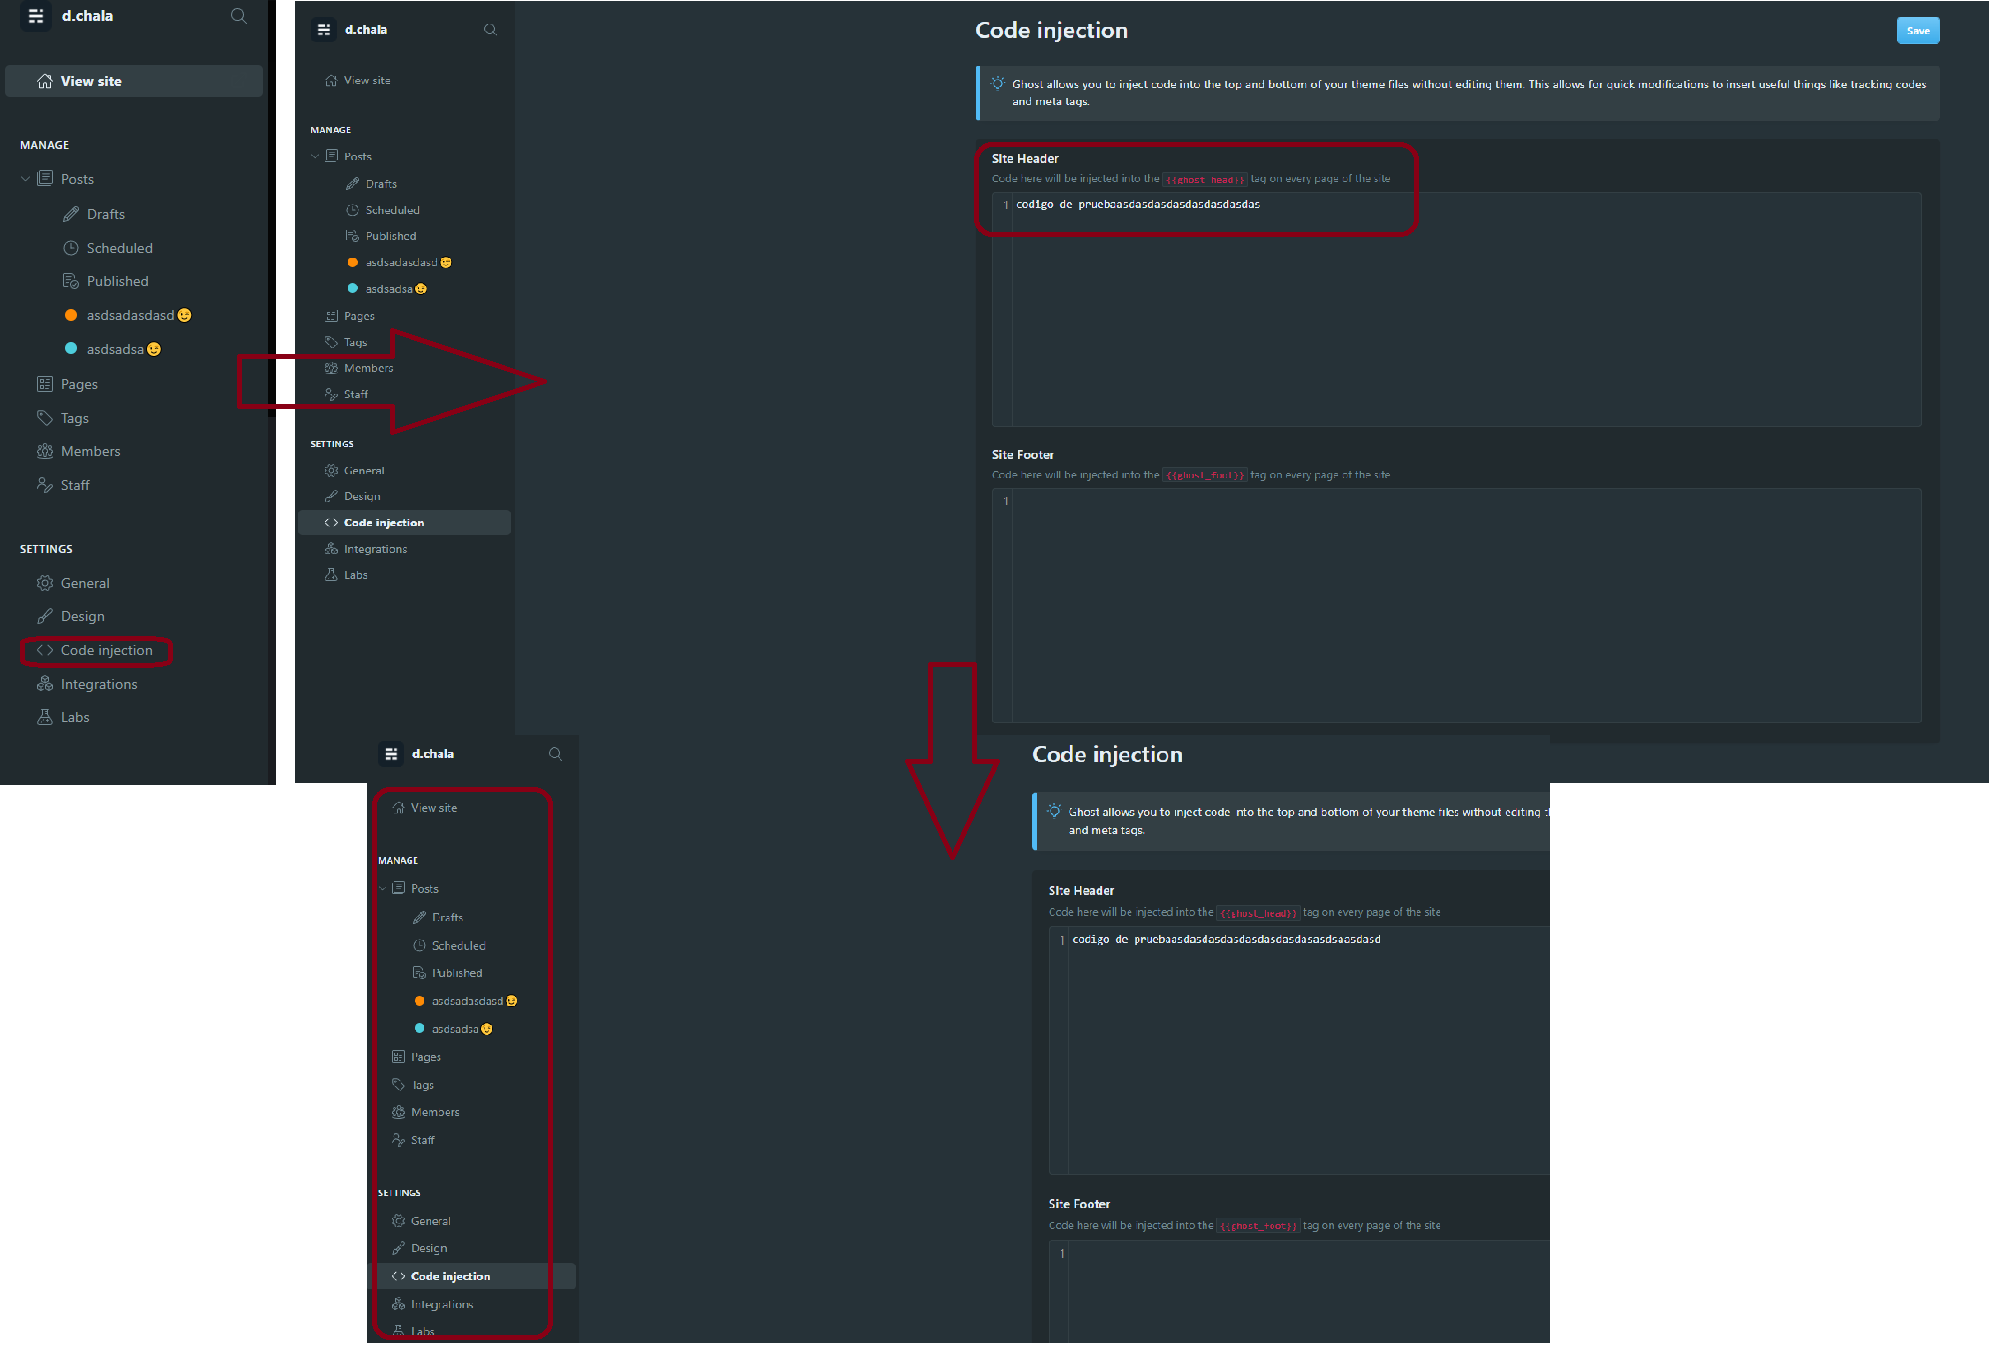 d.chala
View site
MANAGE
Posts
Drafts
Scheduled
Published
asdsadasdasd😉
asdsadsa😉
Pages
Tags
Members
Staff
SETTINGS
General
Design
Code injection
Integrations
Labs
d.chala
View site
MANAGE
Posts
Drafts
Scheduled
Published
asdsadasdasd😉
asdsadsa😉
Pages
Tags
Members
Staff
SETTINGS
General
Design
Code injection
Integrations
Labs
Code injection
Save
Ghost allows you to inject code into the top and bottom of your theme files without editing them. This allows for quick modifications to insert useful things like tracking codes
and meta tags.
Site Header
Code here will be injected into the {{ghost_head}} tag on every page of the site
1 codigo de pruebaasdasdasdasdasdasdasdas
Site Footer
Code here will be injected into the {{ghost_foot}} tag on every page of the site
1
d.chala
View site
MANAGE
Posts
Drafts
Scheduled
Published
asdsadasdasd😉
asdsadsa😉
Pages
Tags
Members
Staff
SETTINGS
General
Design
Code injection
Integrations
Labs
Code injection
Ghost allows you to inject code into the top and bottom of your theme files without editing
and meta tags.
Site Header
Code here will be injected into the {{ghost_head}} tag on every page of the site
1 codigo de pruebaasdasdasdasdasdasdasdasasdsaasdasd
Site Footer
Code here will be injected into the {{ghost_foot}} tag on every page of the site
1